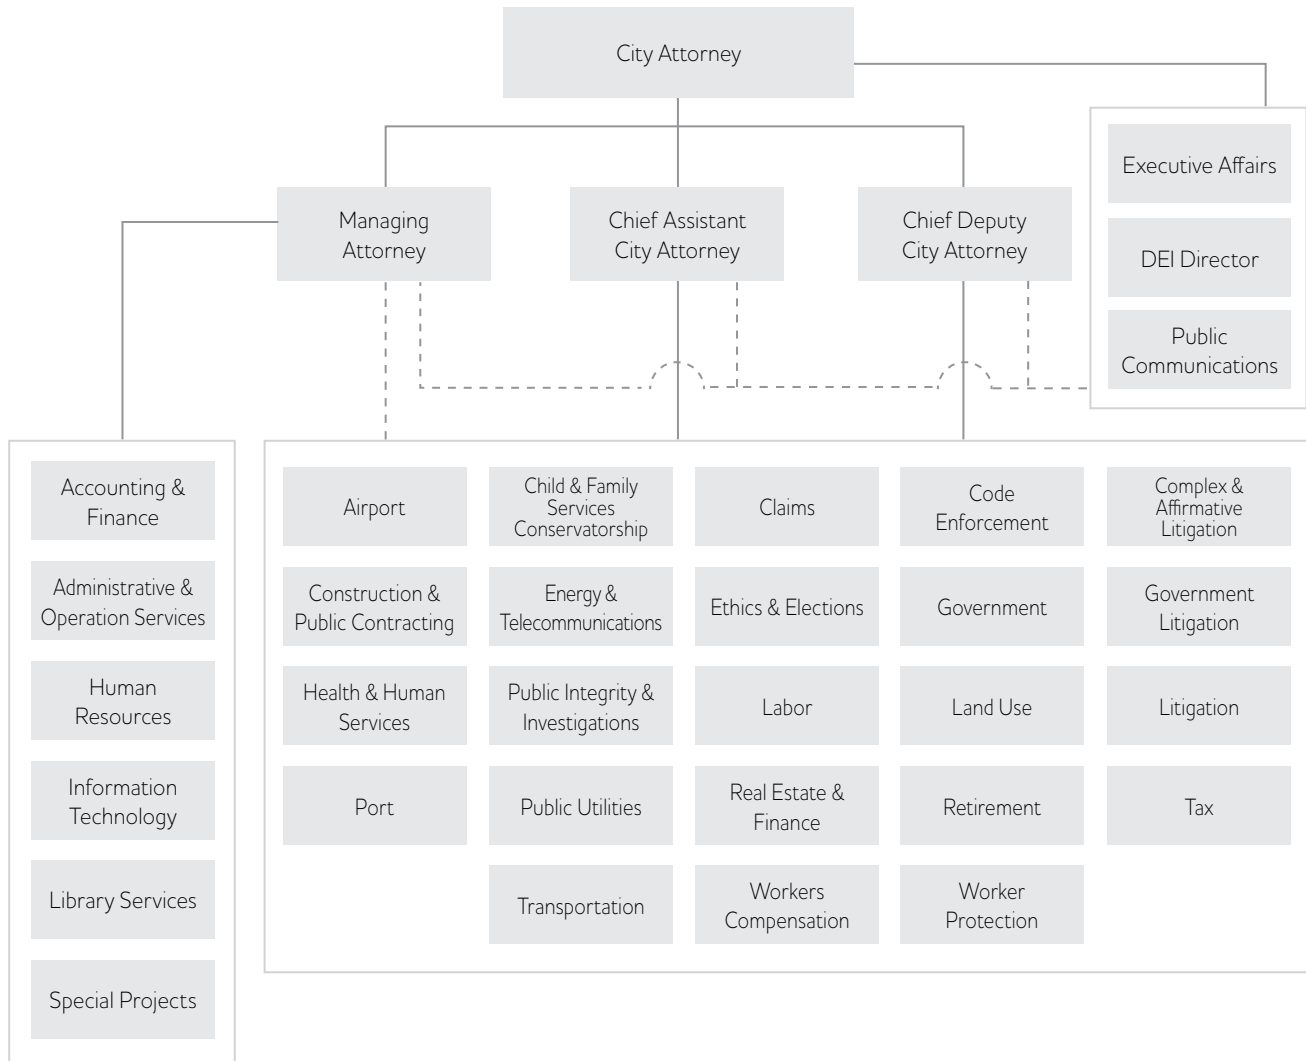 City Attorney
Executive Affairs
DEI Director
Public
Communications
Managing
Attorney
Chief Assistant
City Attorney
Chief Deputy
City Attorney
Accounting &
Finance
Administrative &
Operation Services
Human
Resources
Information
Technology
Library Services
Special Projects
Airport
Child & Family
Services
Conservatorship
Claims
Code
Enforcement
Complex &
Affirmative
Litigation
Construction &
Public Contracting
Energy &
Telecommunications
Ethics & Elections
Government
Government
Litigation
Health & Human
Services
Public Integrity &
Investigations
Labor
Land Use
Litigation
Port
Public Utilities
Real Estate &
Finance
Retirement
Tax
Transportation
Workers
Compensation
Worker
Protection